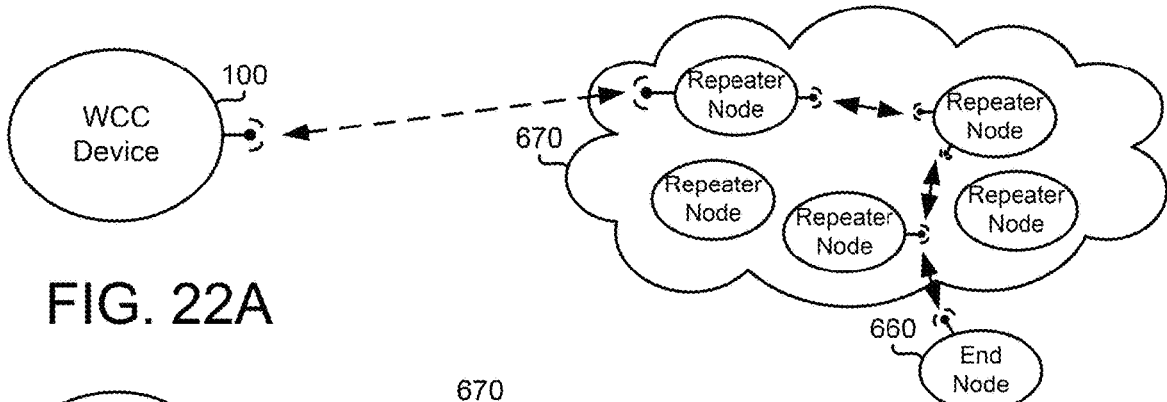 100
WCC
Device
Repeater
Node
Repeater
Node
670
Repeater
Node
Repeater
Node
Repeater
Node
FIG. 22A
660
End
Node
670